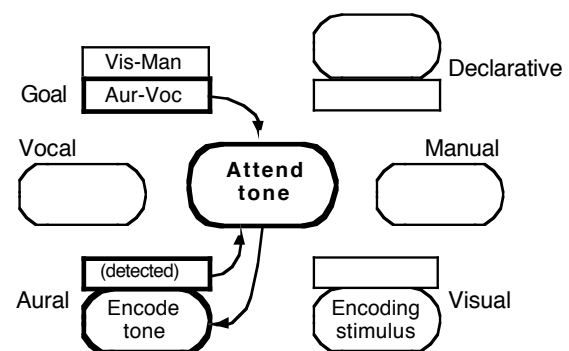 Vis-Man
Declarative
Goal
Aur-Voc
Vocal
Attend
tone
Manual
(detected)
Aural
Encode
tone
Encoding
stimulus
Visual